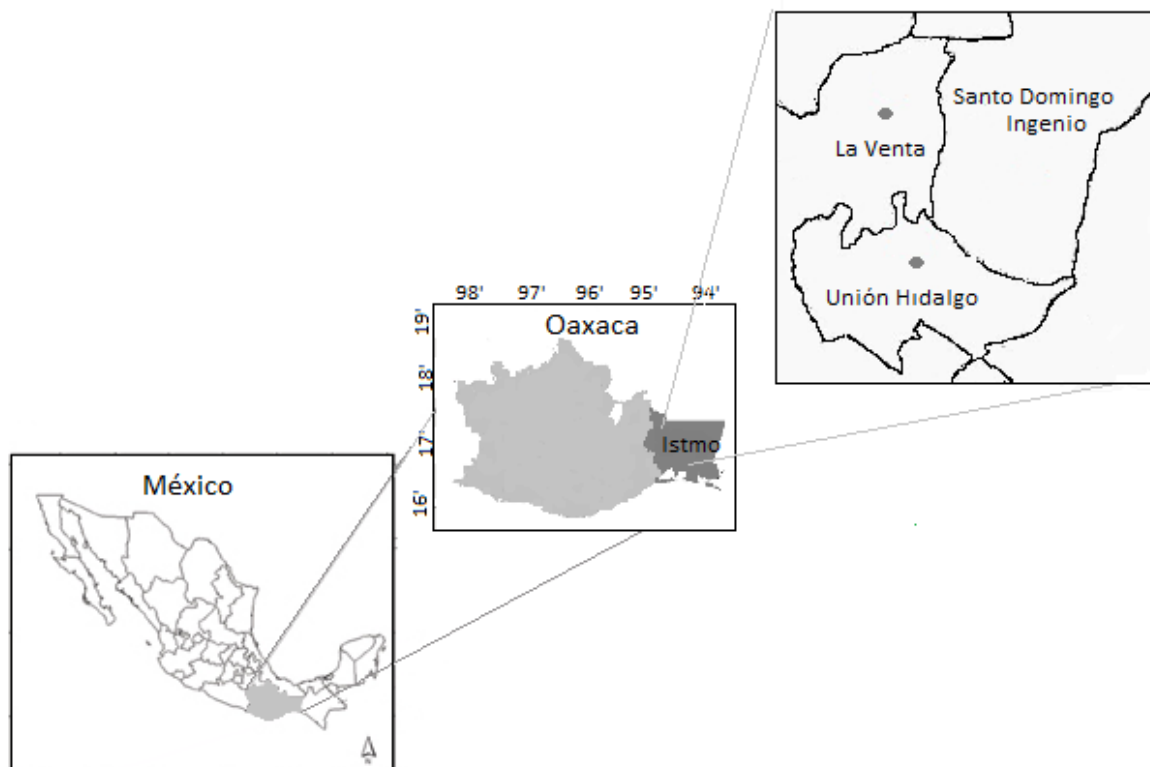 Santo Domingo
Ingenio
La Venta
Unión Hidalgo
98' 97' 96' 95' 94'
Oaxaca
19'
18'
17'
16'
Istmo
México